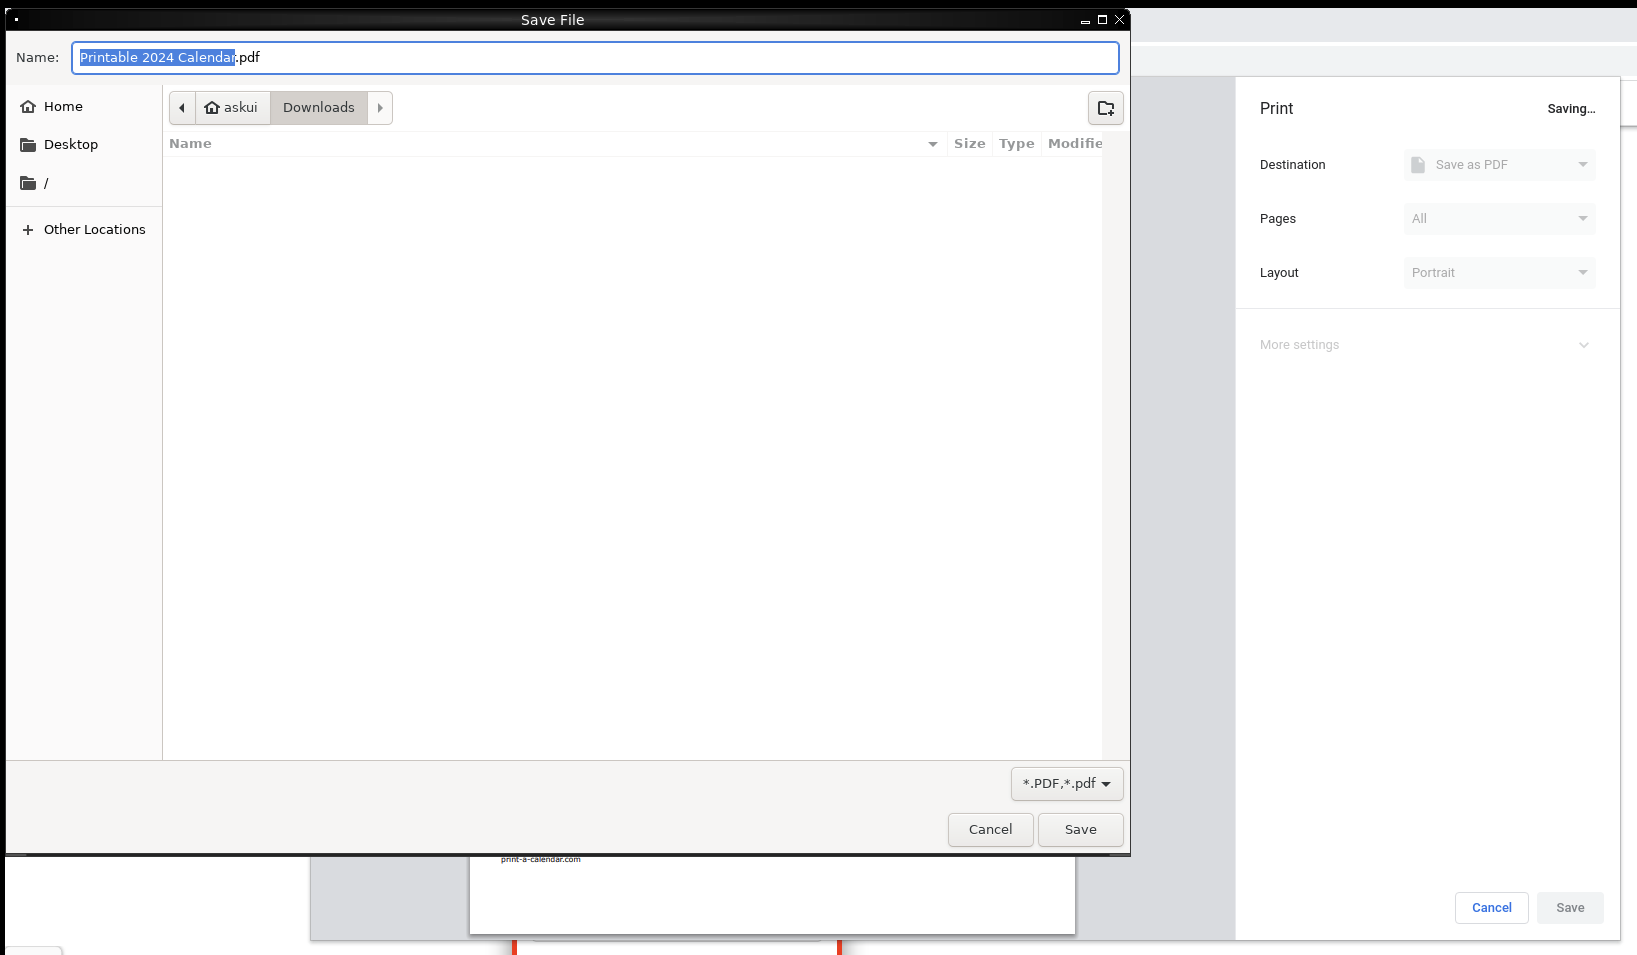 Save File
Name: Printable 2024 Calendar.pdf
Home
Desktop
/
Other Locations
askui
Downloads
Name
Size
Type
Modifie
*.PDF,*.pdf
Cancel
Save
print-a-calendar.com
Print
Saving...
Destination
Save as PDF
Pages
All
Layout
Portrait
More settings
Cancel
Save